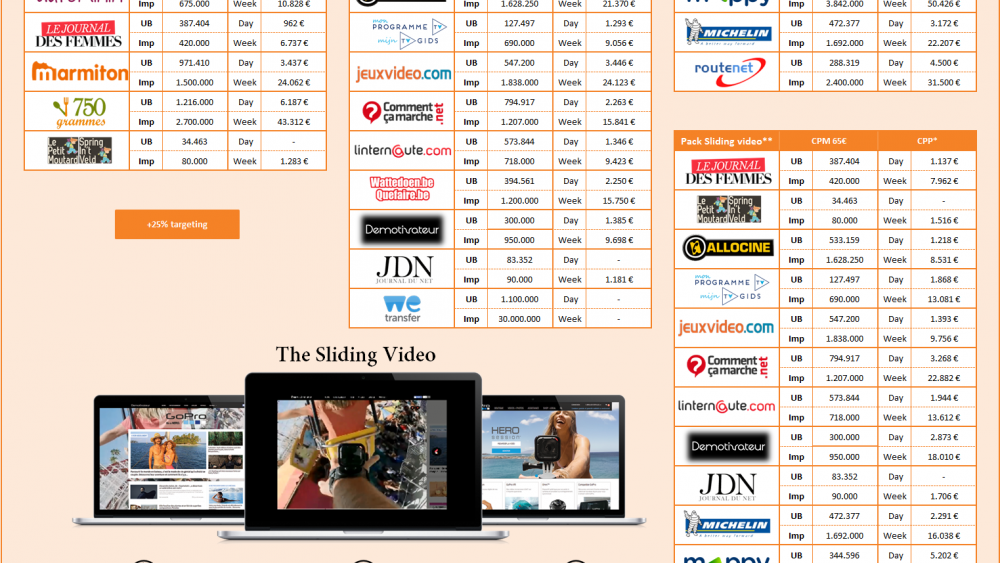 Imp 675.000 Week 10.828 €
LE JOURNAL DES FEMMES UB 387.404 Day 962 €
Imp 420.000 Week 6.737 €
marmiton UB 971.410 Day 3.437 €
Imp 1.500.000 Week 24.062 €
750 grammes UB 1.216.000 Day 6.187 €
Imp 2.700.000 Week 43.312 €
Le Petit Moutard Spring In't Veld UB 34.463 Day -
Imp 80.000 Week 1.283 €
+25% targeting
Imp 1.628.250 Week 21.370 €
mon PROGRAMME TV UB 127.497 Day 1.293 €
mijn TV GIDS Imp 690.000 Week 9.056 €
jeuxvideo.com UB 547.200 Day 3.446 €
Imp 1.838.000 Week 24.123 €
Comment ça marche.net UB 794.917 Day 2.263 €
Imp 1.207.000 Week 15.841 €
lintern@ute.com UB 573.844 Day 1.346 €
Imp 718.000 Week 9.423 €
Wattedoen.be UB 394.561 Day 2.250 €
Quefaire.be Imp 1.200.000 Week 15.750 €
Demotivateur UB 300.000 Day 1.385 €
Imp 950.000 Week 9.698 €
JDN UB 83.352 Day -
JOURNAL DU NET Imp 90.000 Week 1.181 €
we UB 1.100.000 Day -
transfer Imp 30.000.000 Week -
mappy Imp 3.842.000 Week 50.426 €
MICHELIN UB 472.377 Day 3.172 €
A better way forward Imp 1.692.000 Week 22.207 €
routenet UB 288.319 Day 4.500 €
Imp 2.400.000 Week 31.500 €
Pack Sliding video** CPM 65€ CPP*
LE JOURNAL UB 387.404 Day 1.137 €
DES FEMMES Imp 420.000 Week 7.962 €
Le Petit Moutard Spring In't Veld UB 34.463 Day -
Imp 80.000 Week 1.516 €
ALLOCINE UB 533.159 Day 1.218 €
Imp 1.628.250 Week 8.531 €
mon PROGRAMME TV UB 127.497 Day 1.868 €
mijn TV GIDS Imp 690.000 Week 13.081 €
jeuxvideo.com UB 547.200 Day 1.393 €
Imp 1.838.000 Week 9.756 €
Comment ça marche.net UB 794.917 Day 3.268 €
Imp 1.207.000 Week 22.882 €
lintern@ute.com UB 573.844 Day 1.944 €
Imp 718.000 Week 13.612 €
Demotivateur UB 300.000 Day 2.873 €
Imp 950.000 Week 18.010 €
JDN UB 83.352 Day -
JOURNAL DU NET Imp 90.000 Week 1.706 €
MICHELIN UB 472.377 Day 2.291 €
A better way forward Imp 1.692.000 Week 16.038 €
mappy UB 344.596 Day 5.202 €
The Sliding Video
GoPro
HERO
SESSION